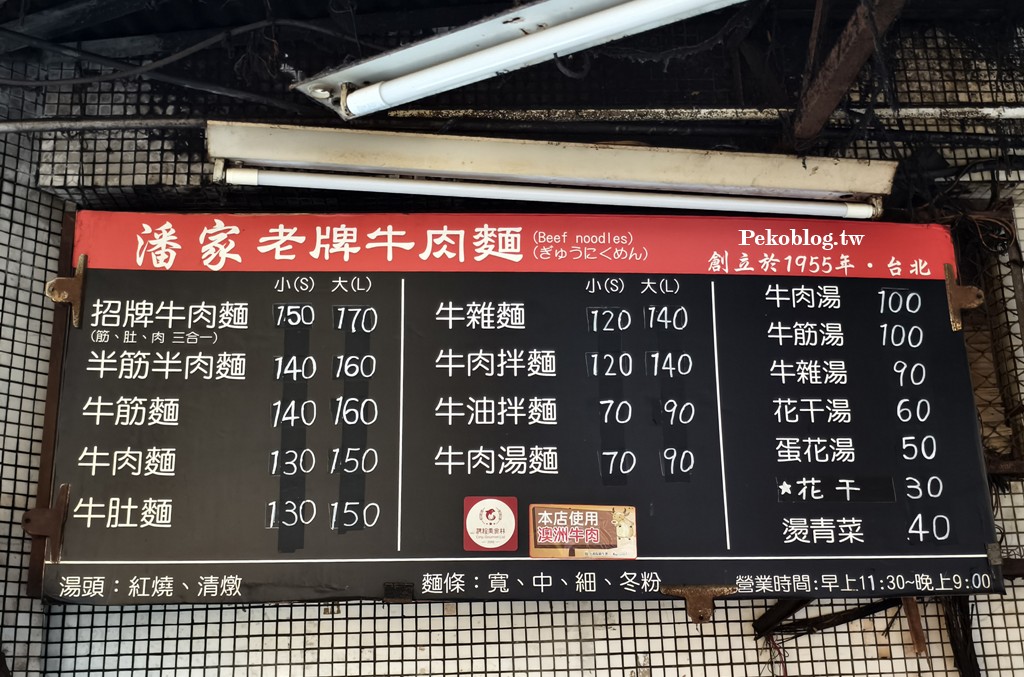 Pekoblog.tw
潘家老牌牛肉麵 (Beef noodles)
(ぎゅうにくめん)
創立於1955年・台北
小(S) 大(L)
招牌牛肉麵 150 170
(筋、肚、肉 三合一)
半筋半肉麵 140 160
牛筋麵 140 160
牛肉麵 130 150
牛肚麵 130 150
小(S) 大(L)
牛雜麵 120 140
牛肉拌麵 120 140
牛油拌麵 70 90
牛肉湯麵 70 90
本店使用
澳洲牛肉
牛肉湯 100
牛筋湯 100
牛雜湯 90
花干湯 60
蛋花湯 50
★花干 30
燙青菜 40
湯頭：紅燒、清燉
麵條：寬、中、細、冬粉
營業時間:早上11:30~晚上9:00